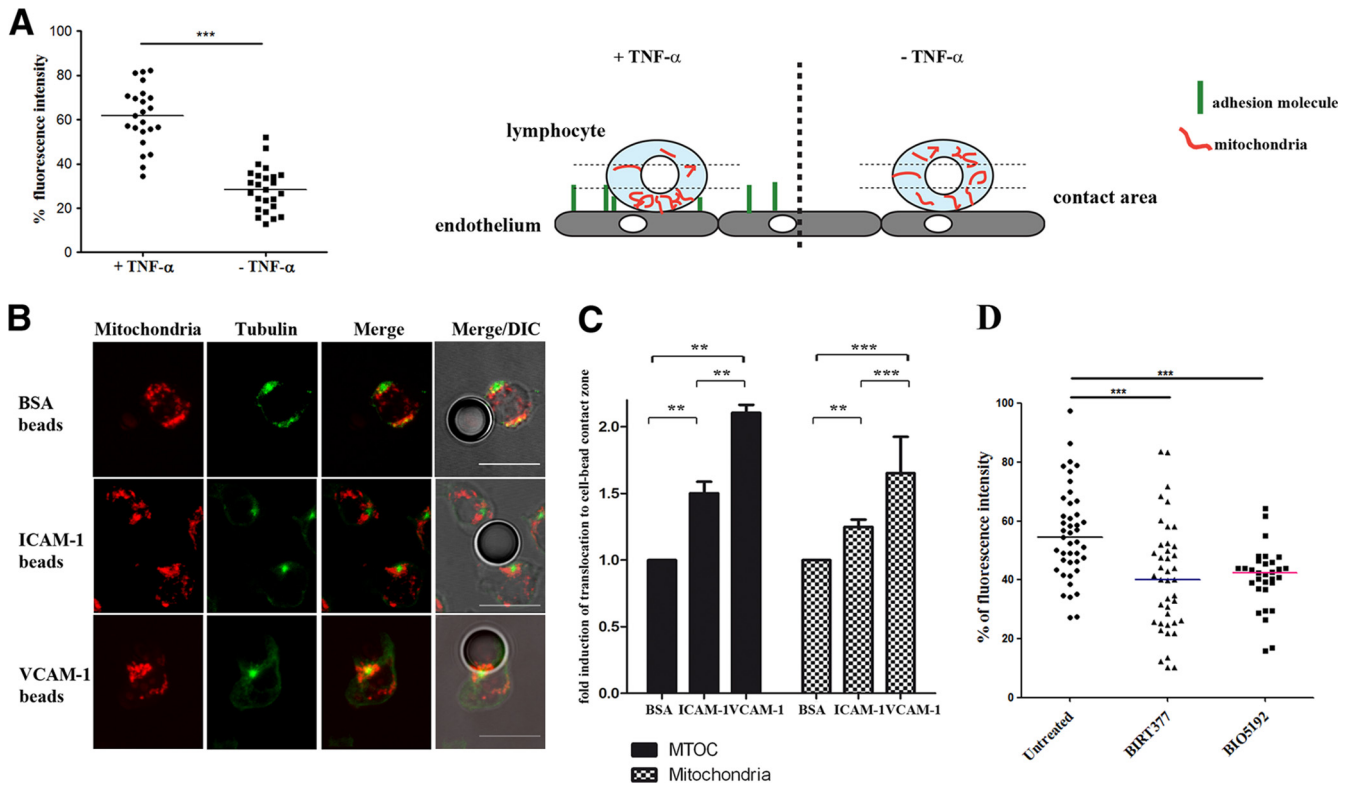 A
100
80
60
40
20
0
% fluorescence intensity
***
+ TNF-α
- TNF-α
+ TNF-α
- TNF-α
lymphocyte
endothelium
contact area
adhesion molecule
mitochondria
B
Mitochondria
Tubulin
Merge
Merge/DIC
BSA
beads
ICAM-1
beads
VCAM-1
beads
C
fold induction of translocation to cell-bead contact zone
2.0
1.5
1.0
0.5
0.0
**
**
**
***
***
**
BSA
ICAM-1
VCAM-1
BSA
ICAM-1
VCAM-1
MTOC
Mitochondria
D
% of fluorescence intensity
100
80
60
40
20
0
***
***
Untreated
BIRT377
BIO5192